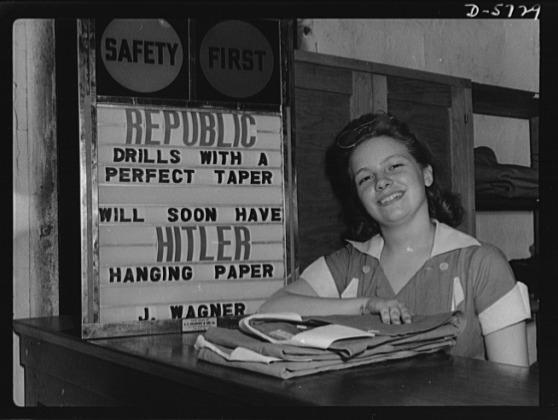 D-5729
SAFETY FIRST
REPUBLIC
DRILLS WITH A
PERFECT TAPER
WILL SOON HAVE
HITLER
HANGING PAPER
J. WAGNER